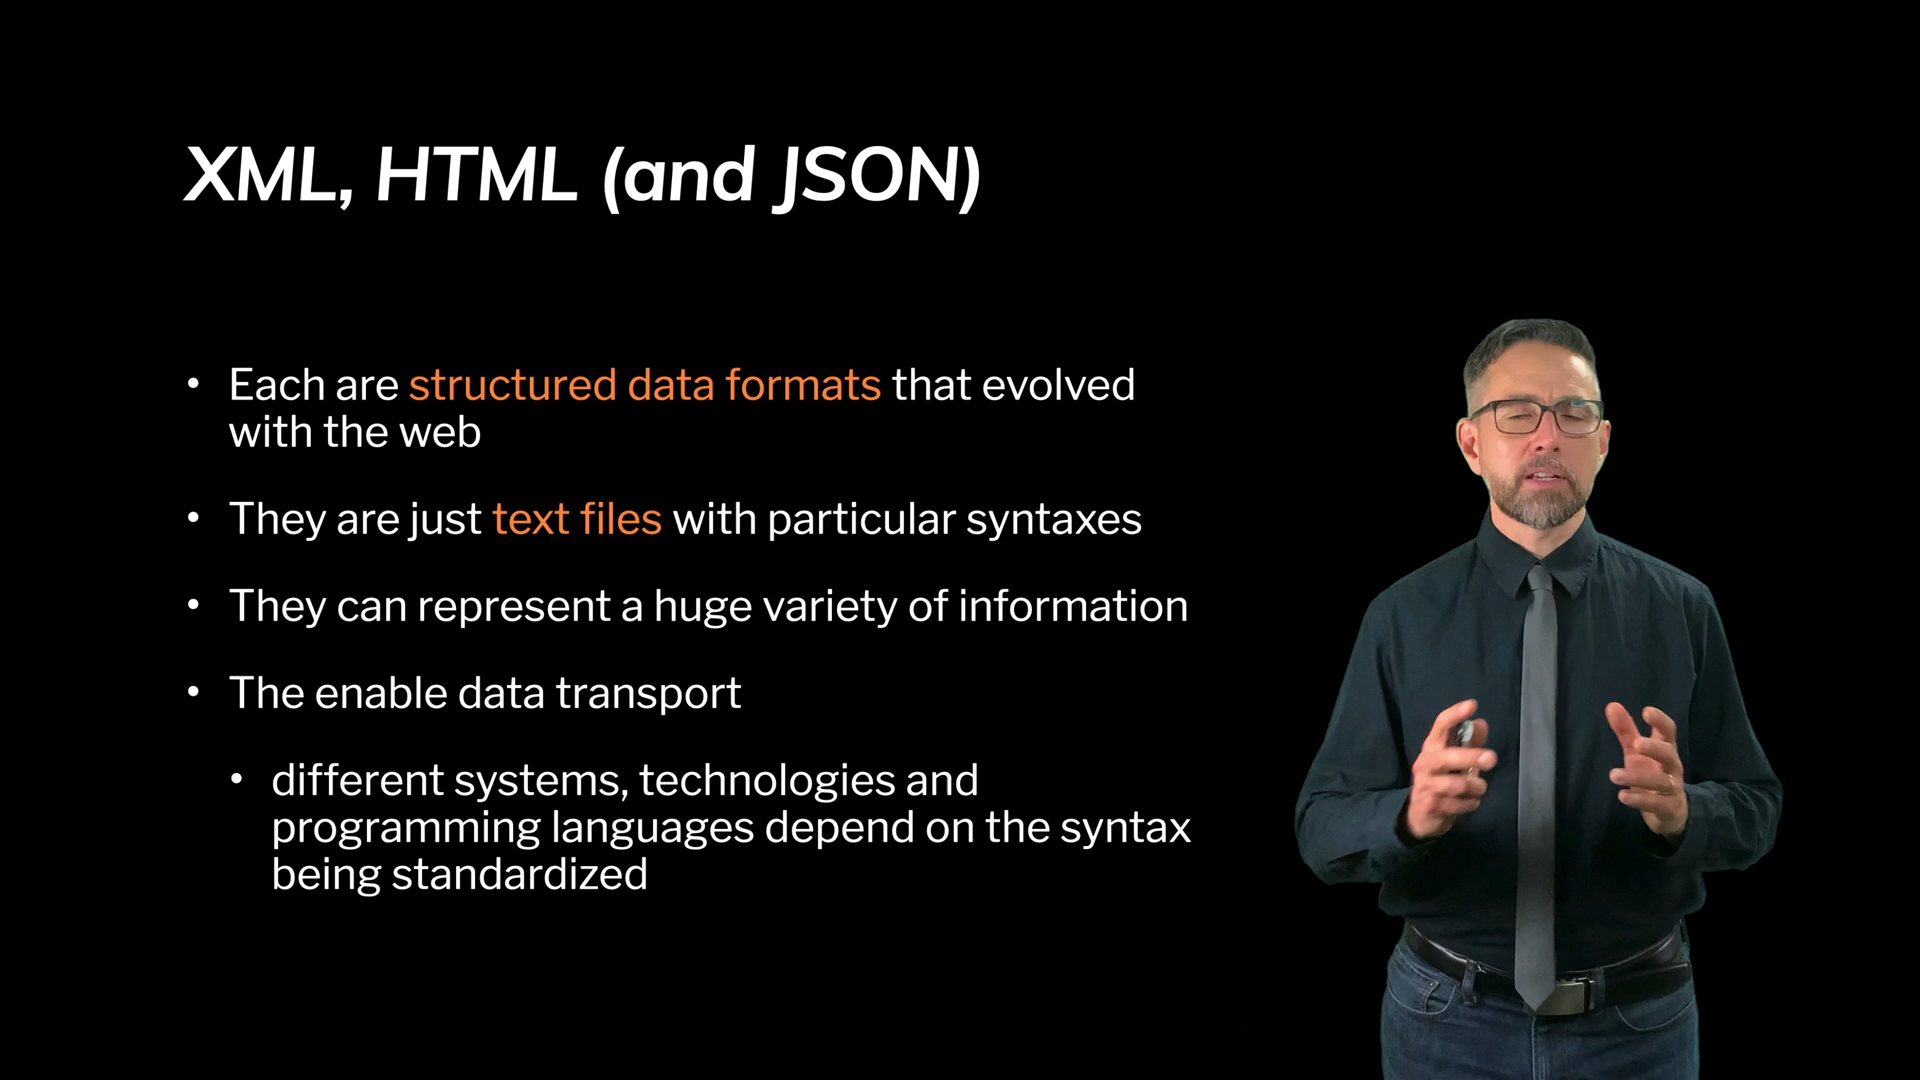 XML, HTML (and JSON)
• Each are structured data formats that evolved
with the web
• They are just text files with particular syntaxes
• They can represent a huge variety of information
• The enable data transport
• different systems, technologies and
programming languages depend on the syntax
being standardized